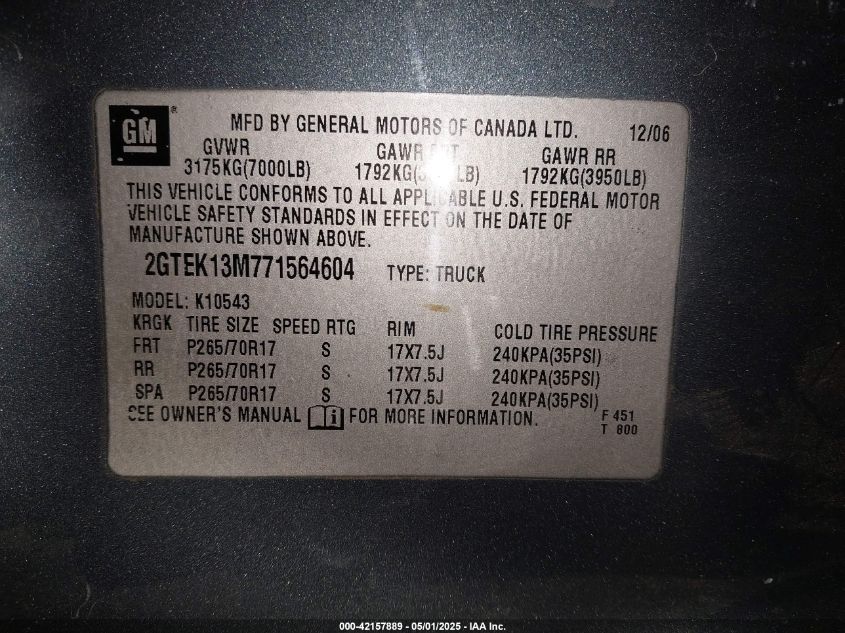 GM ®
MFD BY GENERAL MOTORS OF CANADA LTD. 12/06
GVWR GAWR GAWR RR
3175KG(7000LB) 1792KG( LB) 1792KG(3950LB)
THIS VEHICLE CONFORMS TO ALL APPLICABLE U.S. FEDERAL MOTOR
VEHICLE SAFETY STANDARDS IN EFFECT ON THE DATE OF
MANUFACTURE SHOWN ABOVE.
2GTEK13M771564604 TYPE: TRUCK
MODEL: K10543
KRGK TIRE SIZE SPEED RTG RIM COLD TIRE PRESSURE
FRT P265/70R17 S 17X7.5J 240KPA(35PSI)
RR P265/70R17 S 17X7.5J 240KPA(35PSI)
SPA P265/70R17 S 17X7.5J 240KPA(35PSI)
SEE OWNER'S MANUAL i FOR MORE INFORMATION. F 451
T 800
000-42157889 - 05/01/2025 - IAA Inc.